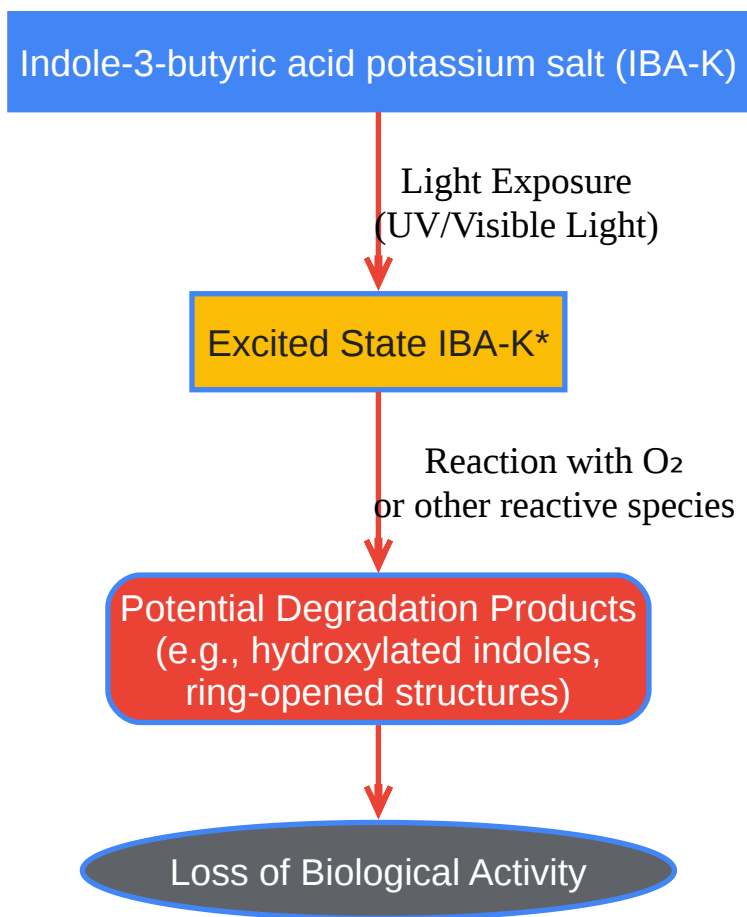 Indole-3-butyric acid potassium salt (IBA-K)
Light Exposure
(UV/Visible Light)
Excited State IBA-K*
Reaction with O₂
or other reactive species
Potential Degradation Products
(e.g., hydroxylated indoles,
ring-opened structures)
Loss of Biological Activity